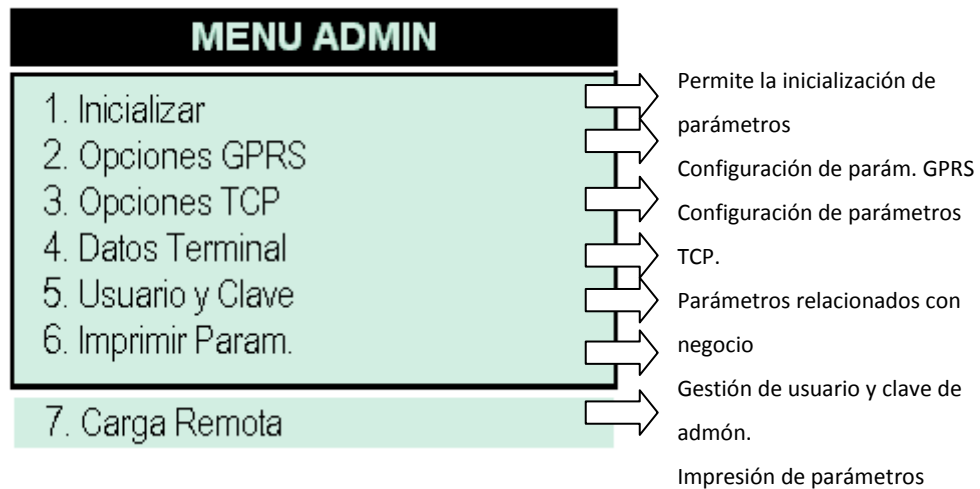 MENU ADMIN
1. Inicializar
2. Opciones GPRS
3. Opciones TCP
4. Datos Terminal
5. Usuario y Clave
6. Imprimir Param.
7. Carga Remota
Permite la inicialización de
parámetros
Configuración de parám. GPRS
Configuración de parámetros
TCP.
Parámetros relacionados con
negocio
Gestión de usuario y clave de
admón.
Impresión de parámetros